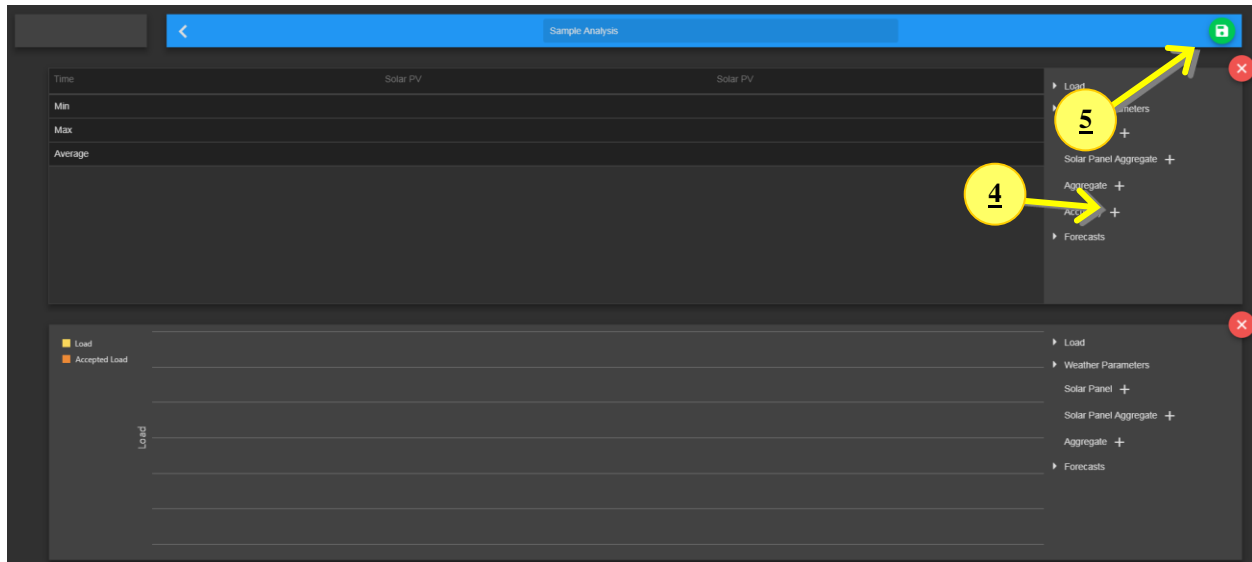 Sample Analysis
Time Solar PV Solar PV
Min
Max
Average
Load
5
Solar Panel Aggregate +
4
Aggregate +
+
Forecasts
Load
Accepted Load
Load
Load
Weather Parameters
Solar Panel +
Solar Panel Aggregate +
Aggregate +
Forecasts